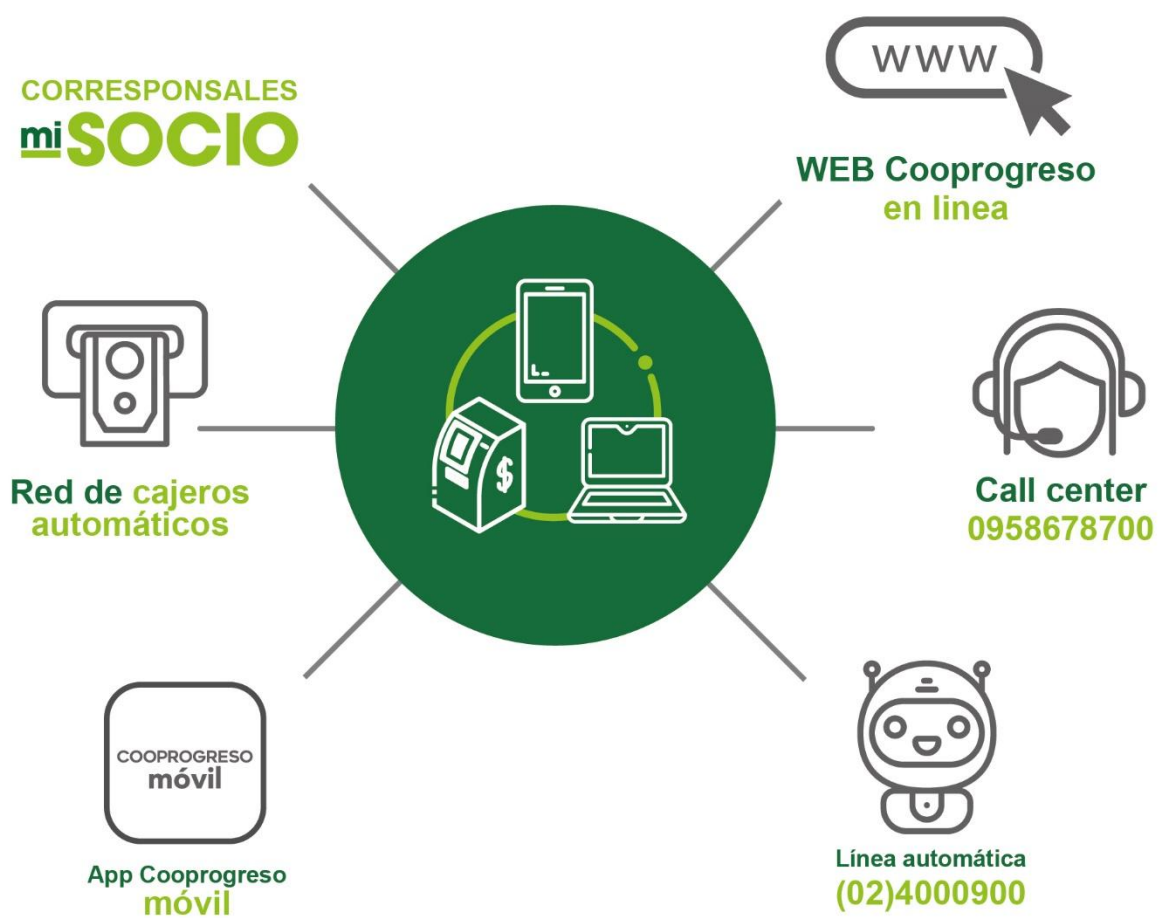 CORRESPONSALES
mi SOCIO
www
WEB Cooprogreso
en linea
Red de cajeros
automáticos
$
Call center
0958678700
COOPROGRESO
móvil
App Cooprogreso
móvil
Línea automática
(02)4000900